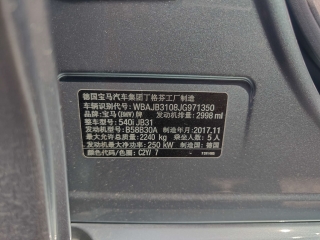 德国宝马汽车集团丁格芬工厂制造
车辆识别代号: WBAJB3108JG971350
品牌: 宝马(BMW)牌 发动机排量: 2998 ml
整车型号: 540i JB31
发动机型号: B58B30A 制造年月: 2017.11
最大允许总质量: 2240 kg 乘坐人数: 5人
发动机最大净功率: 250 kW 制造国: 德国
颜色代码/色圈: C2Y/ 7